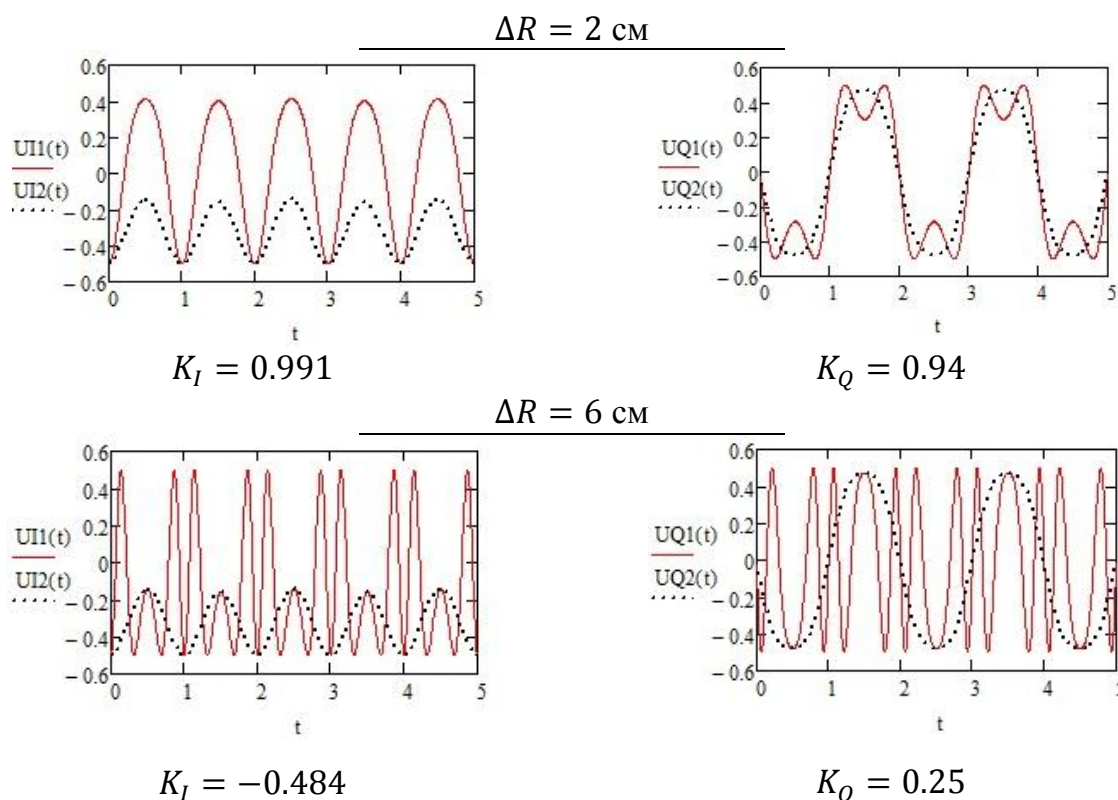 ΔR = 2 см
0.6
0.4
0.2
0
− 0.2
− 0.4
− 0.6
UI1(t)
UI2(t)
0 1 2 3 4 5
t
0.6
0.4
0.2
0
− 0.2
− 0.4
− 0.6
UQ1(t)
UQ2(t)
0 1 2 3 4 5
t
K_I = 0.991
K_Q = 0.94
ΔR = 6 см
0.6
0.4
0.2
0
− 0.2
− 0.4
− 0.6
UI1(t)
UI2(t)
0 1 2 3 4 5
t
0.6
0.4
0.2
0
− 0.2
− 0.4
− 0.6
UQ1(t)
UQ2(t)
0 1 2 3 4 5
t
K_I = −0.484
K_Q = 0.25